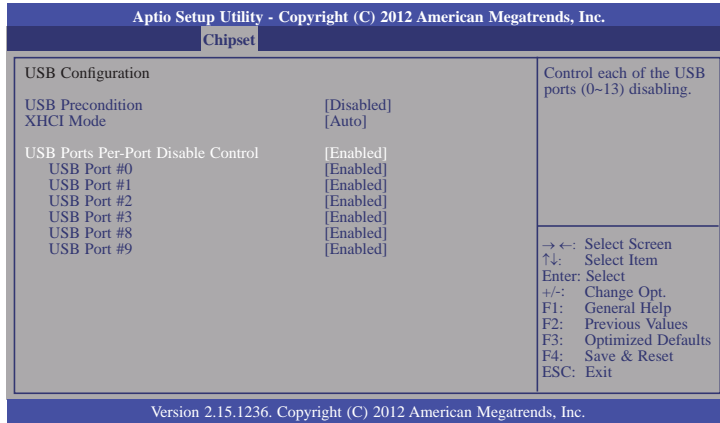 Aptio Setup Utility - Copyright (C) 2012 American Megatrends, Inc.
Chipset
USB Configuration
USB Precondition [Disabled]
XHCI Mode [Auto]
USB Ports Per-Port Disable Control [Enabled]
USB Port #0 [Enabled]
USB Port #1 [Enabled]
USB Port #2 [Enabled]
USB Port #3 [Enabled]
USB Port #8 [Enabled]
USB Port #9 [Enabled]
Control each of the USB
ports (0~13) disabling.
→ ←: Select Screen
↑↓: Select Item
Enter: Select
+/-: Change Opt.
F1: General Help
F2: Previous Values
F3: Optimized Defaults
F4: Save & Reset
ESC: Exit
Version 2.15.1236. Copyright (C) 2012 American Megatrends, Inc.